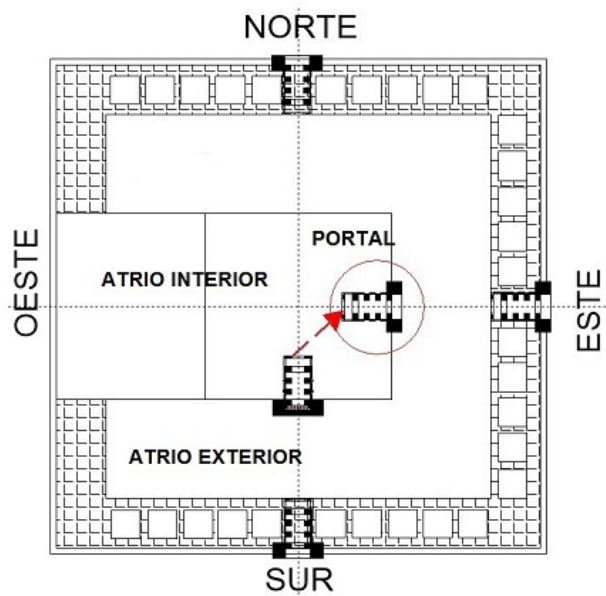 NORTE
PORTAL
ATRIO INTERIOR
OESTE
ESTE
ATRIO EXTERIOR
SUR